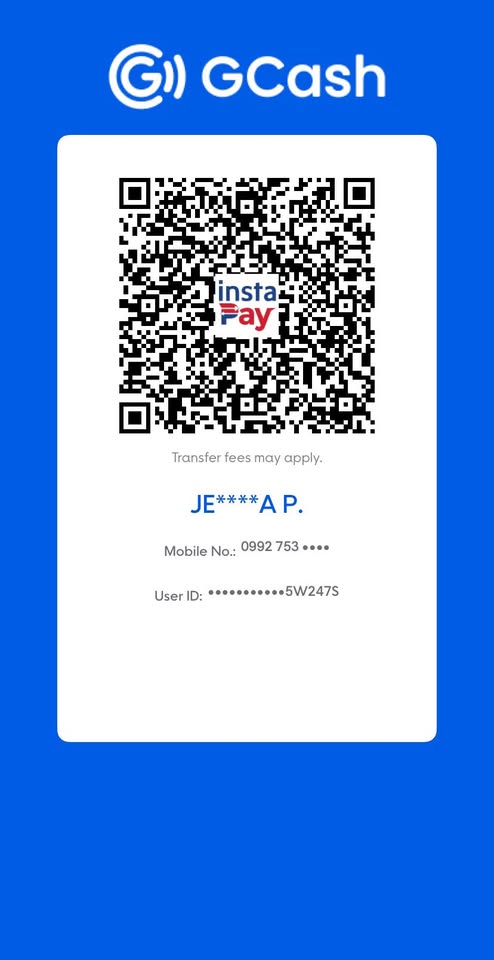 GCash
insta
Pay
Transfer fees may apply.
JE****A P.
Mobile No.: 0992 753 ••••
User ID: •••••••••••5W247S